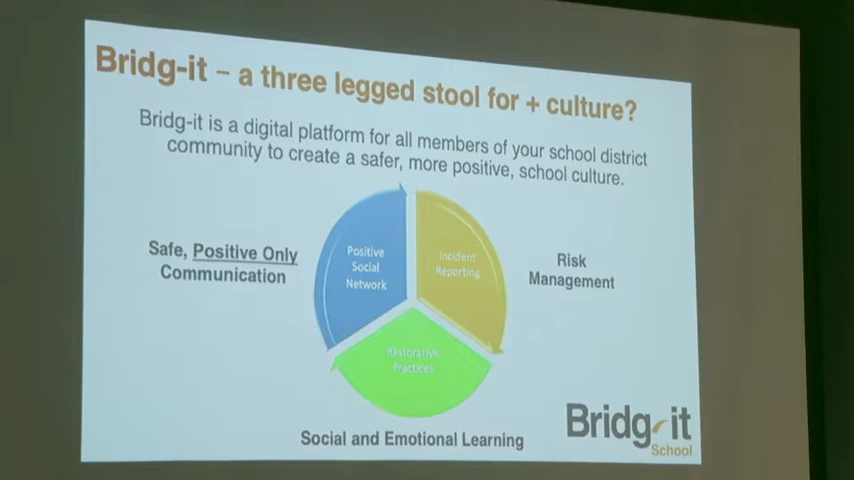 Bridg-it – a three legged stool for + culture?
Bridg-it is a digital platform for all members of your school district
community to create a safer, more positive, school culture.
Safe, Positive Only
Communication
Positive
Social
Network
Incident
Reporting
Risk
Management
Restorative
Practices
Social and Emotional Learning
Bridg-it
School